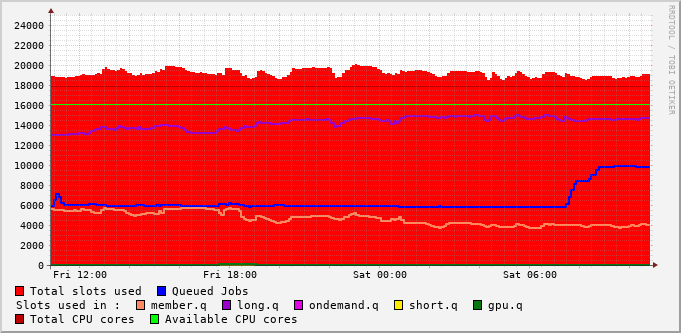 RRDTOOL / TOBI OETIKER
24000
22000
20000
18000
16000
14000
12000
10000
8000
6000
4000
2000
0
Fri 12:00 Fri 18:00 Sat 00:00 Sat 06:00
Total slots used Queued Jobs
Slots used in : member.q long.q ondemand.q short.q gpu.q
Total CPU cores Available CPU cores